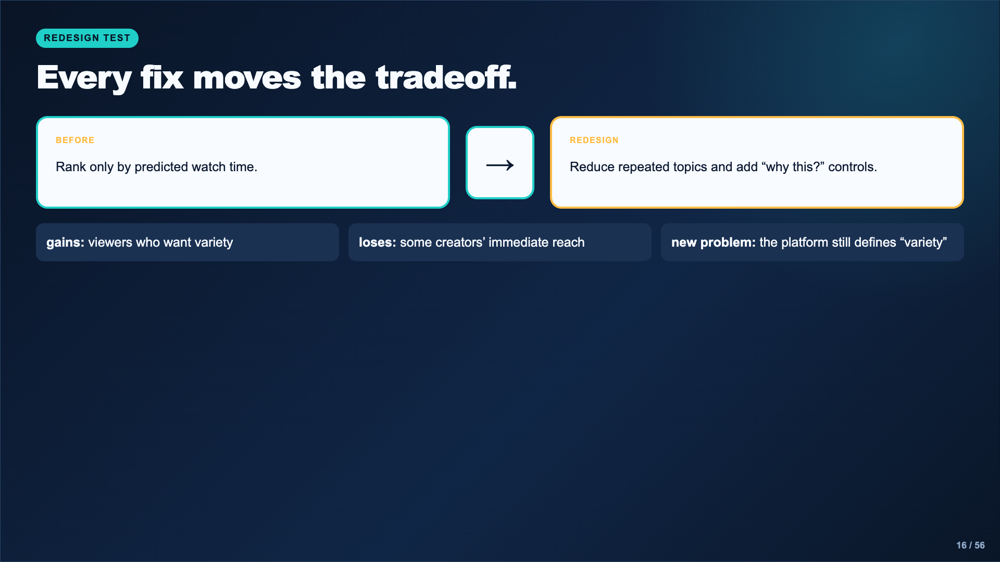 REDESIGN TEST
Every fix moves the tradeoff.
BEFORE
Rank only by predicted watch time.
→
REDESIGN
Reduce repeated topics and add “why this?” controls.
gains: viewers who want variety
loses: some creators’ immediate reach
new problem: the platform still defines “variety”
16 / 56